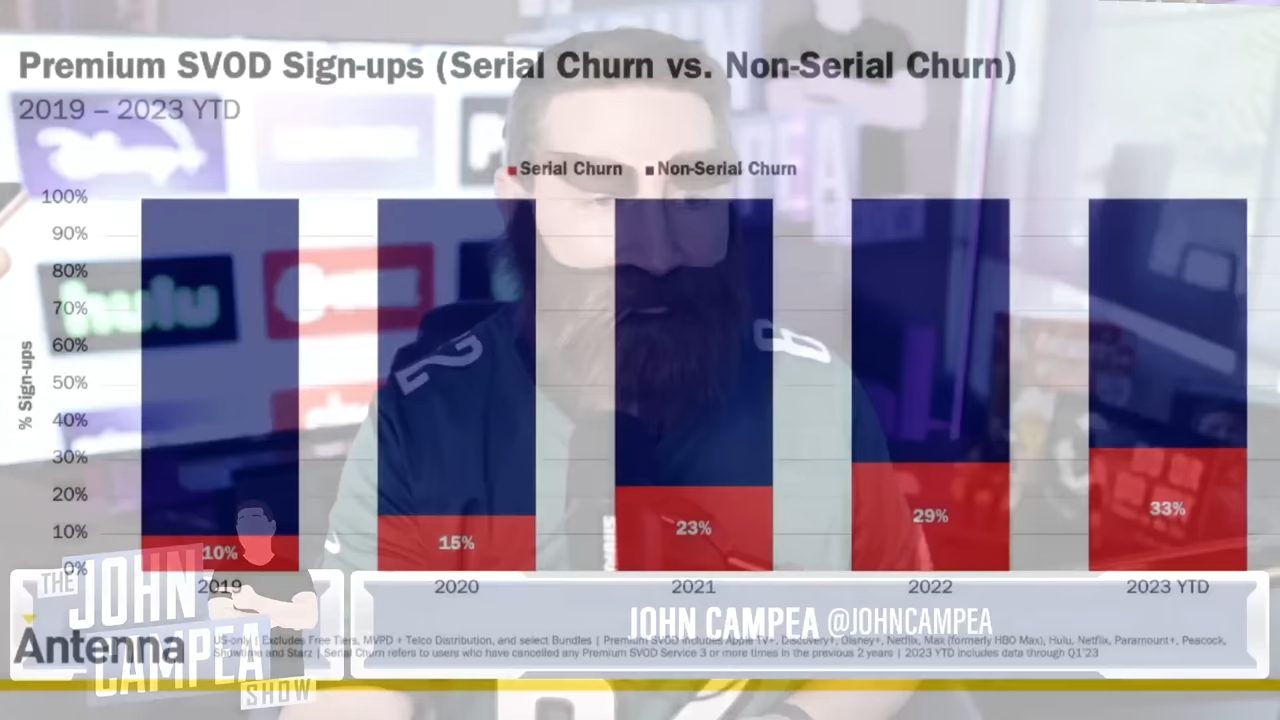 Premium SVOD Sign-ups (Serial Churn vs. Non-Serial Churn)
2019 – 2023 YTD
Serial Churn Non-Serial Churn
100%
90%
80%
70%
60%
50%
40%
30%
20%
10%
0%
% Sign-ups
hulu
2
8
10%
15%
23%
29%
33%
2019 2020 2021 2022 2023 YTD
THE
JOHN
CAMPEA
SHOW
JOHN CAMPEA @JOHNCAMPEA
Antenna
US-only | Excludes Free Tiers, MVPD + Telco Distribution, and select Bundles | Premium SVOD includes Apple TV+, Discovery+, Disney+, Netflix, Max (formerly HBO Max), Hulu, Netflix, Paramount+, Peacock,
Showtime and Starz | Serial Churn refers to users who have cancelled any Premium SVOD Service 3 or more times in the previous 2 years | 2023 YTD includes data through Q1'23